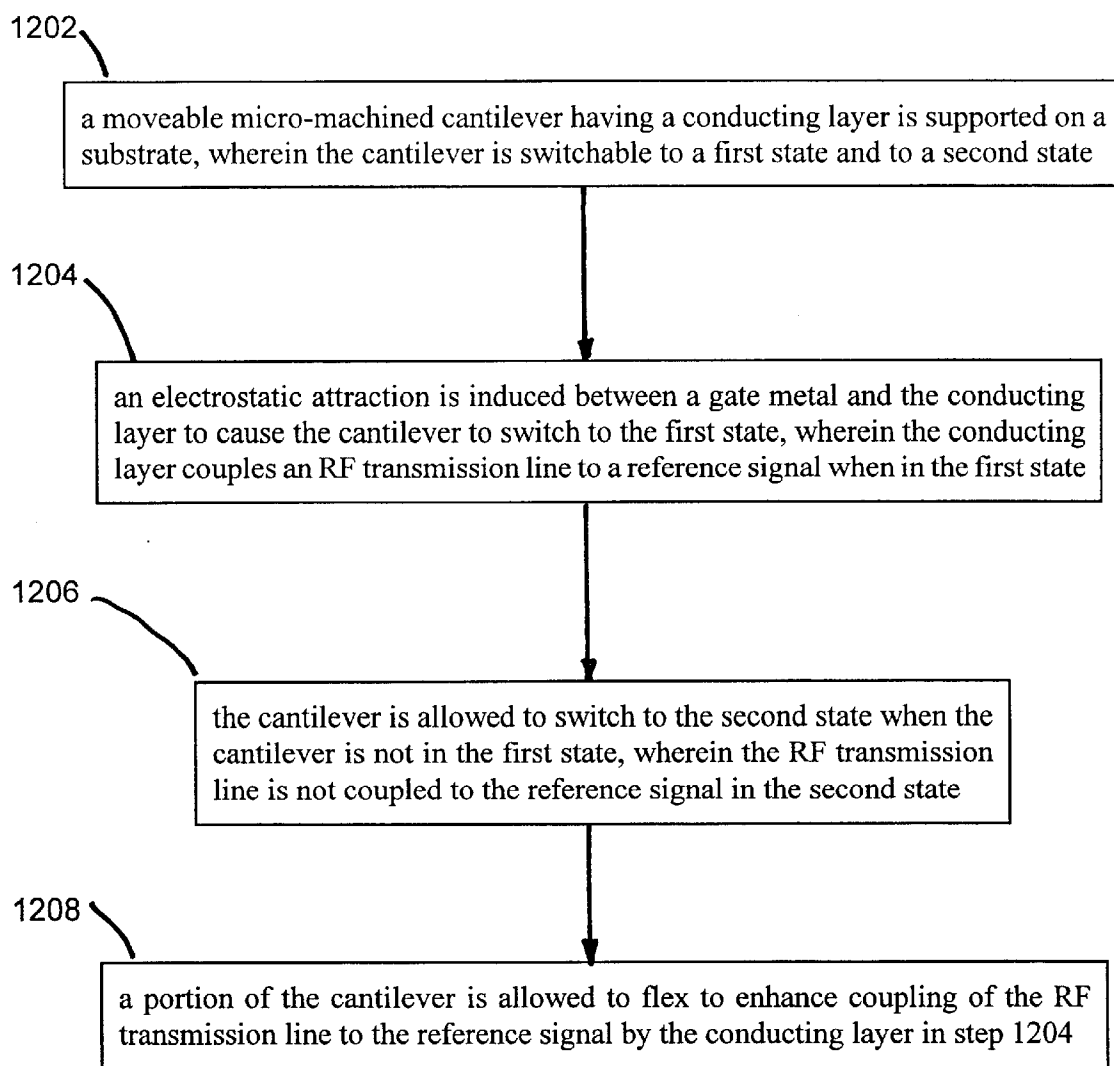 1202
a moveable micro-machined cantilever having a conducting layer is supported on a
substrate, wherein the cantilever is switchable to a first state and to a second state
1204
an electrostatic attraction is induced between a gate metal and the conducting
layer to cause the cantilever to switch to the first state, wherein the conducting
layer couples an RF transmission line to a reference signal when in the first state
1206
the cantilever is allowed to switch to the second state when the
cantilever is not in the first state, wherein the RF transmission
line is not coupled to the reference signal in the second state
1208
a portion of the cantilever is allowed to flex to enhance coupling of the RF
transmission line to the reference signal by the conducting layer in step 1204